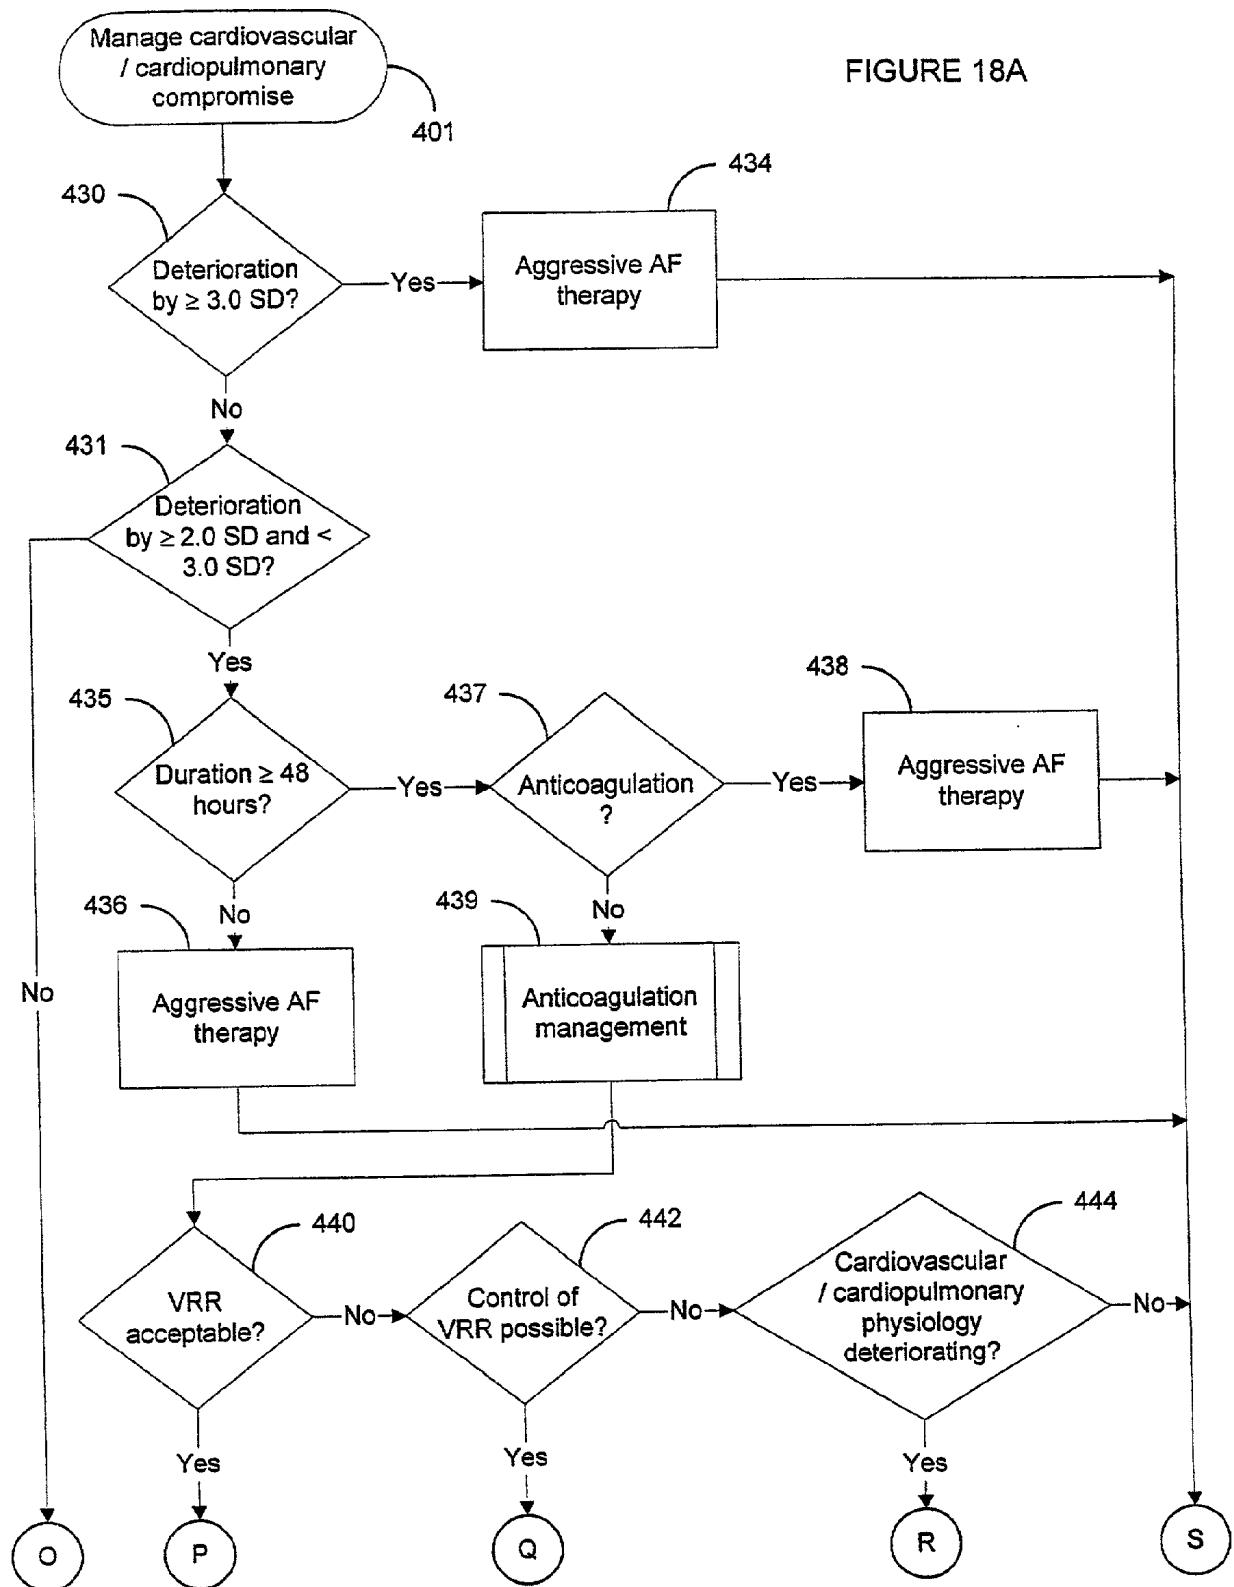 Manage cardiovascular
/ cardiopulmonary
compromise
FIGURE 18A
401
434
430
Deterioration
by ≥ 3.0 SD?
Yes
Aggressive AF
therapy
No
431
Deterioration
by ≥ 2.0 SD and <
3.0 SD?
Yes
435
437
438
Duration ≥ 48
hours?
Yes
Anticoagulation
?
Yes
Aggressive AF
therapy
No
No
436
439
No
Aggressive AF
therapy
Anticoagulation
management
440
442
444
VRR
acceptable?
No
Control of
VRR possible?
No
Cardiovascular
/ cardiopulmonary
physiology
deteriorating?
No
Yes
Yes
Yes
O
P
Q
R
S